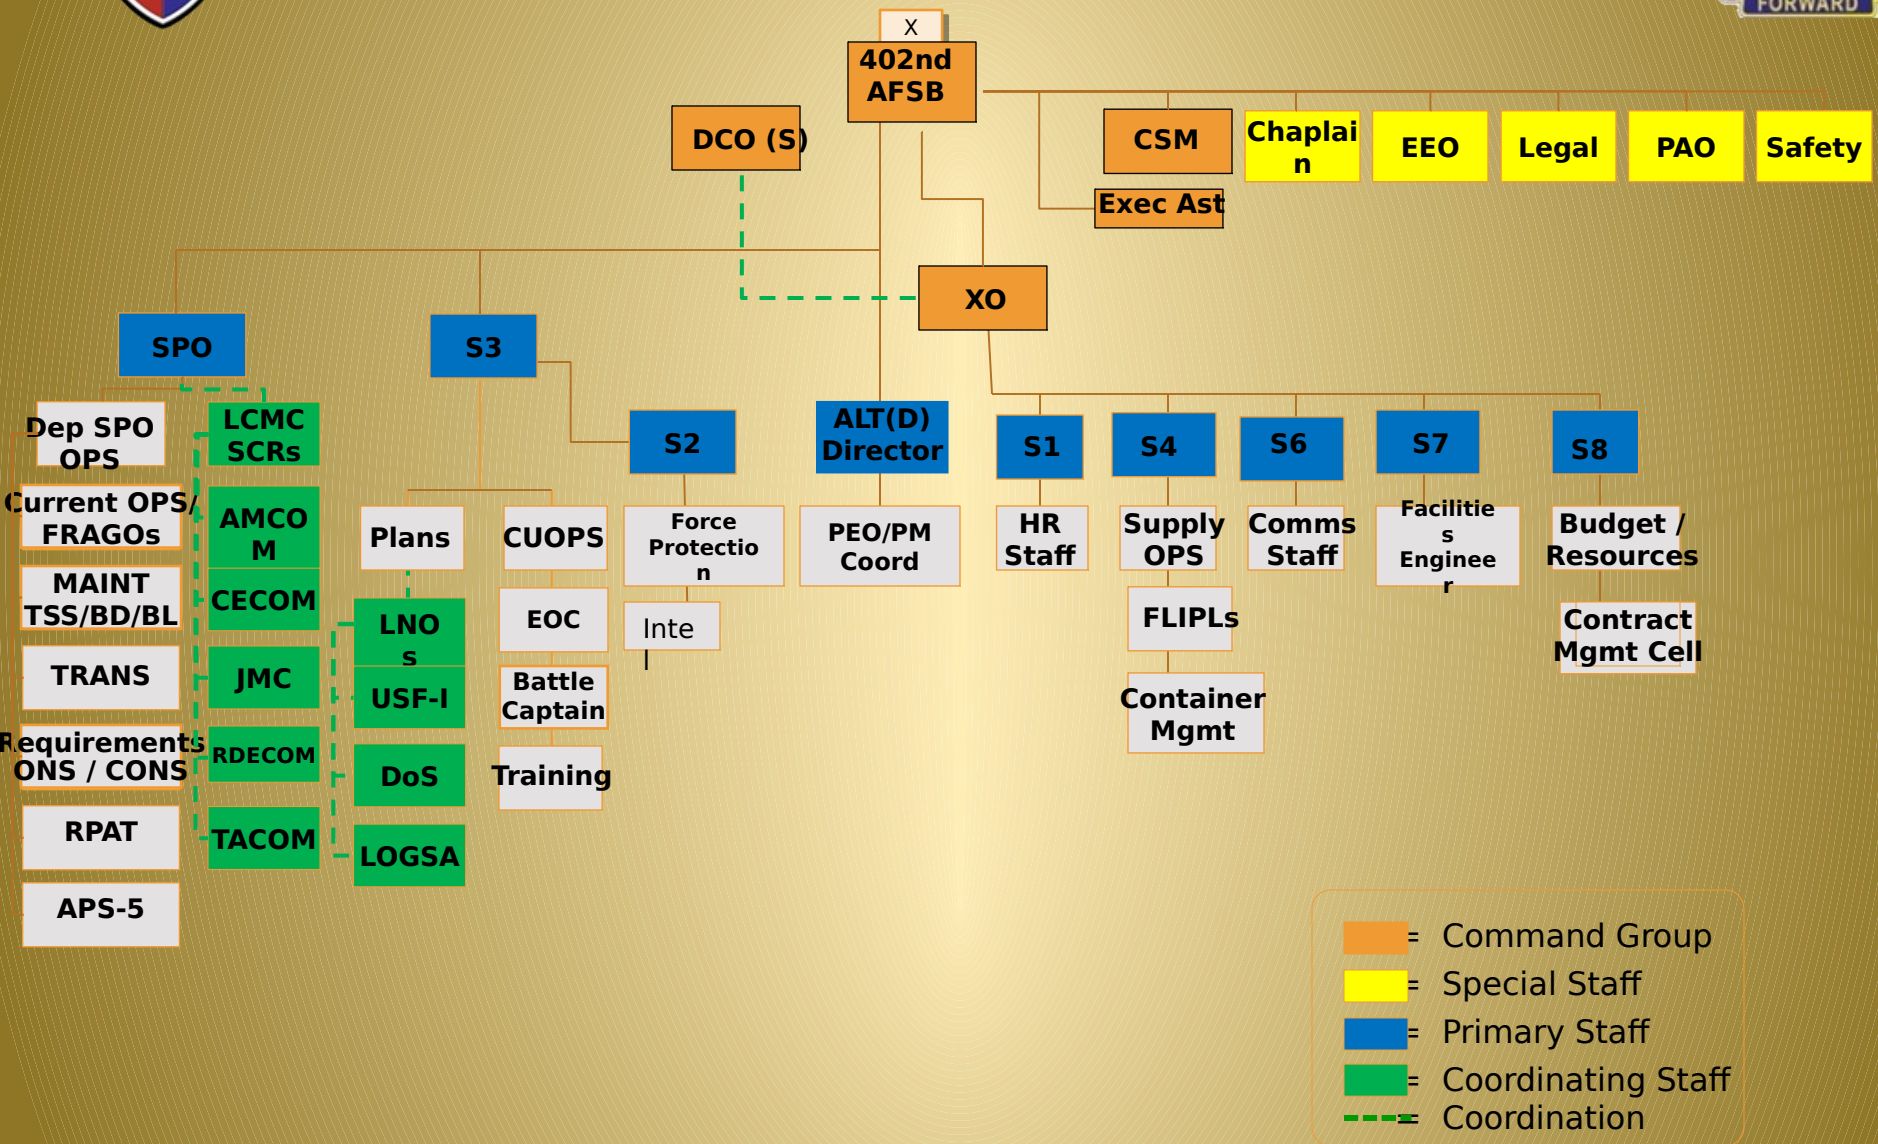 FORWARD
X
402nd
AFSB
DCO (S)
CSM
Chaplai
n
EEO
Legal
PAO
Safety
Exec Ast
XO
SPO
S3
S2
ALT(D)
Director
S1
S4
S6
S7
S8
Dep SPO
OPS
LCMC
SCRs
Current OPS/
FRAGOs
AMCO
M
MAINT
TSS/BD/BL
CECOM
TRANS
JMC
Requirements
ONS / CONS
RDECOM
RPAT
TACOM
APS-5
Plans
LNO
s
USF-I
DoS
LOGSA
CUOPS
EOC
Battle
Captain
Training
Force
Protectio
n
Inte
l
PEO/PM
Coord
HR
Staff
Supply
OPS
FLIPLs
Container
Mgmt
Comms
Staff
Facilitie
s
Enginee
r
Budget /
Resources
Contract
Mgmt Cell
= Command Group
= Special Staff
= Primary Staff
= Coordinating Staff
= Coordination